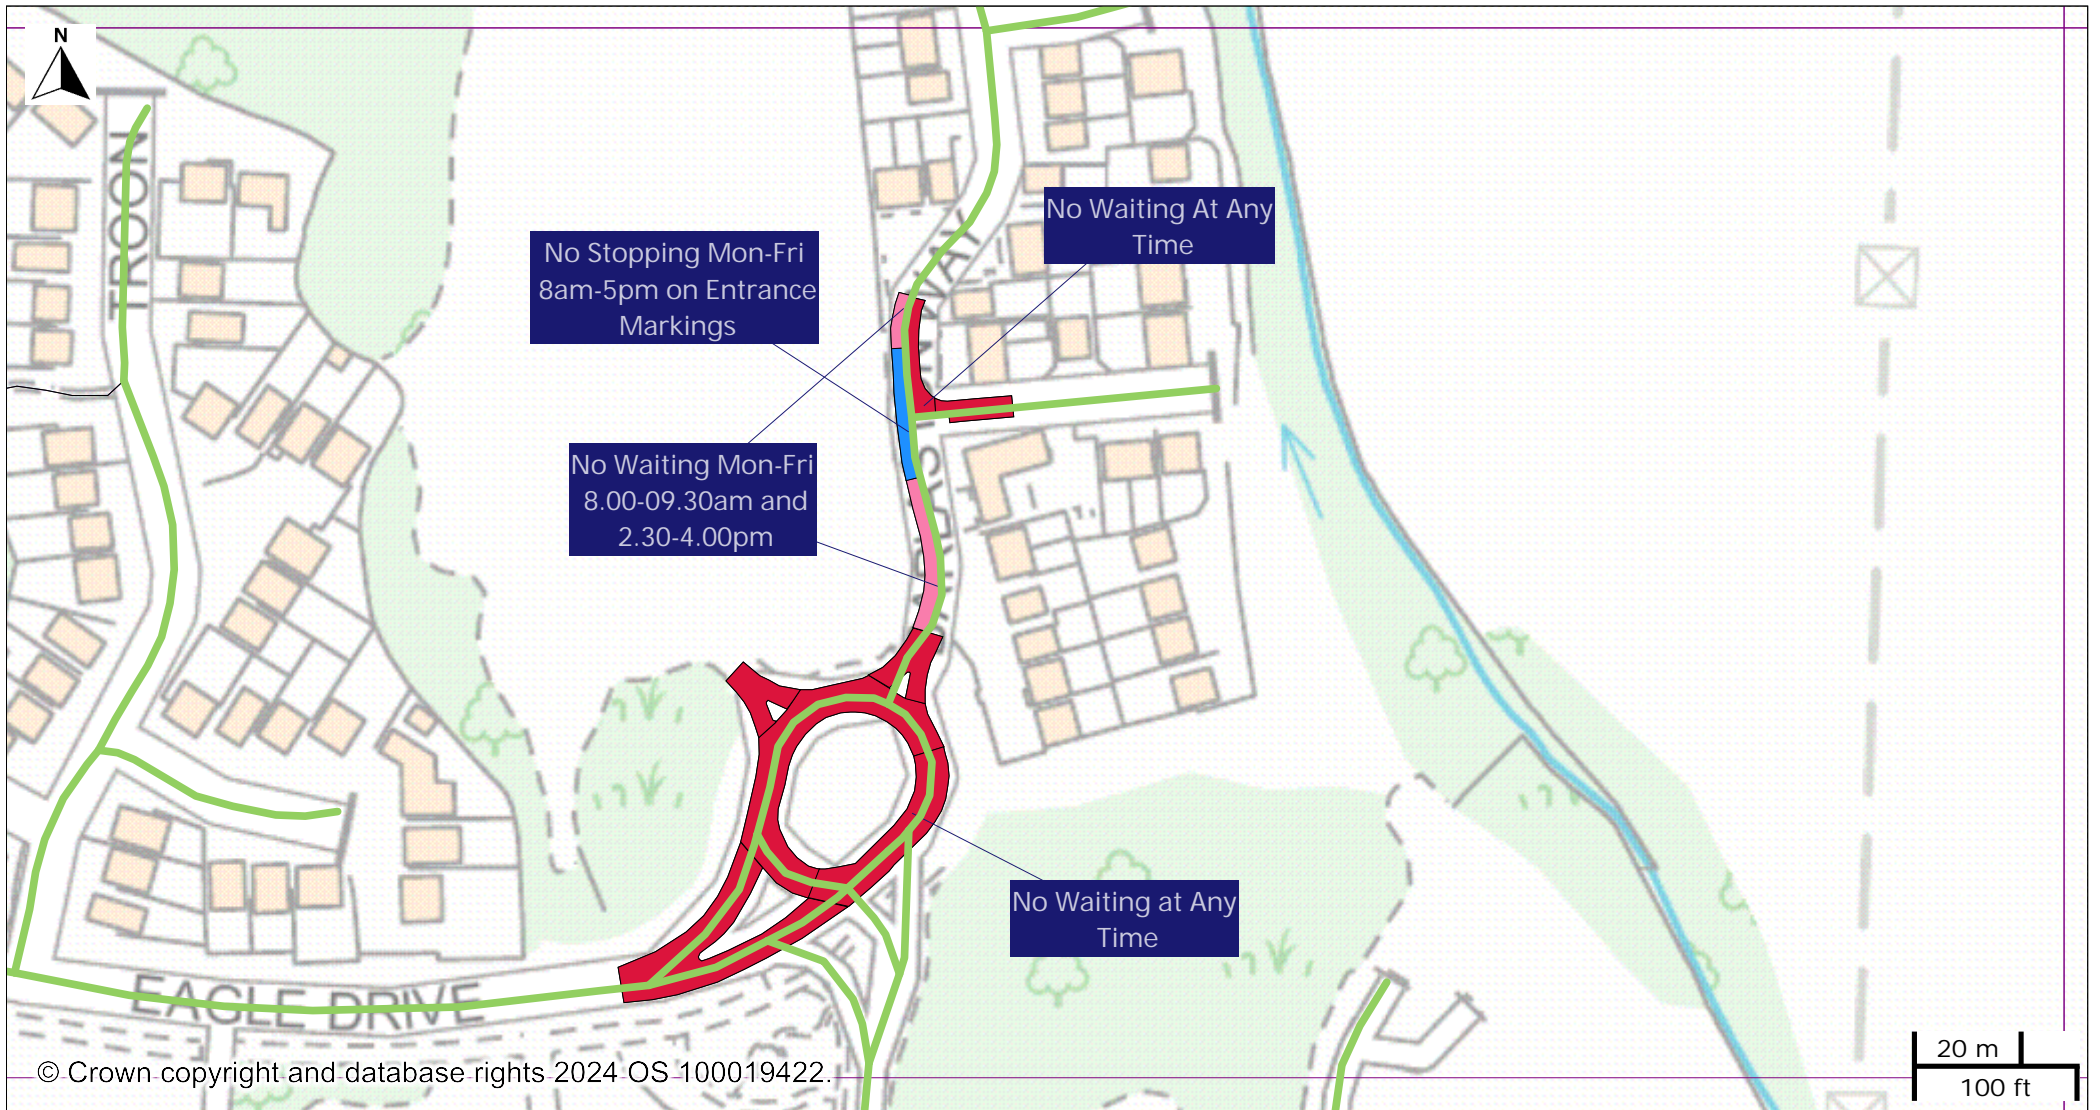 N
TROON
No Waiting At Any
Time
No Stopping Mon-Fri
8am-5pm on Entrance
Markings
No Waiting Mon-Fri
8.00-09.30am and
2.30-4.00pm
WAY
No Waiting at Any
Time
EAGLE DRIVE
© Crown copyright and database rights 2024 OS 100019422.
20 m
100 ft